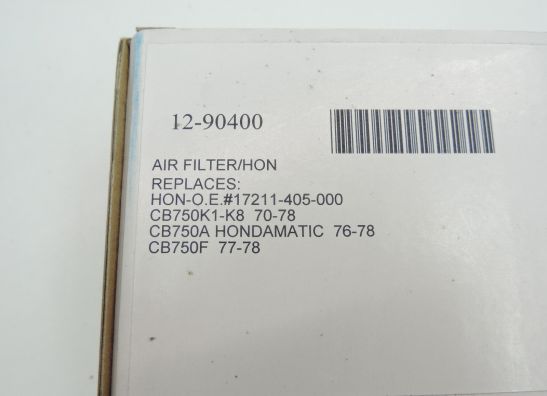 12-90400
AIR FILTER/HON
REPLACES:
HON-O.E.#17211-405-000
CB750K1-K8 70-78
CB750A HONDAMATIC 76-78
CB750F 77-78